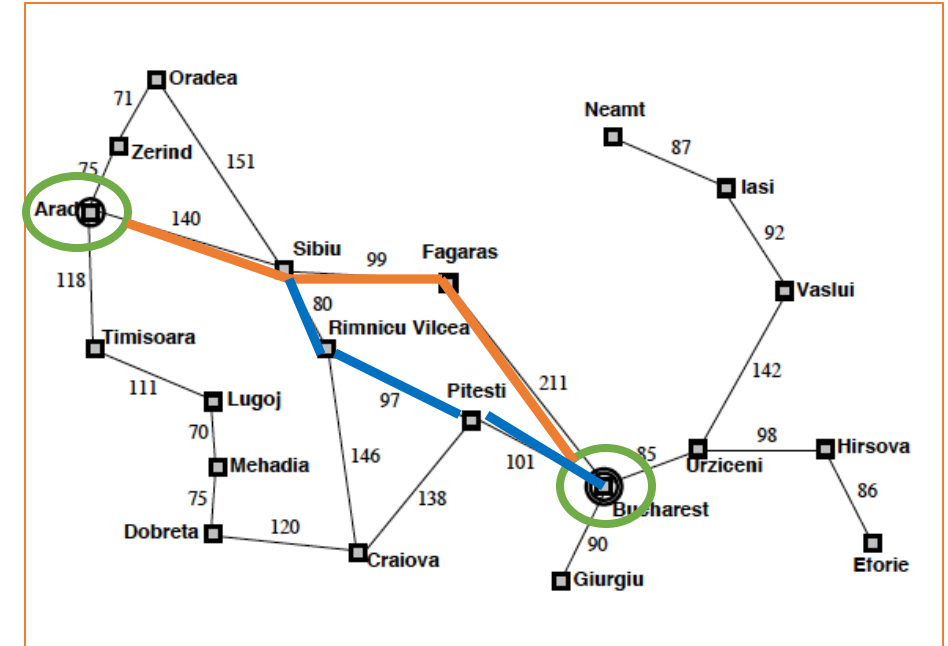 Oradea
71
Neamt
87
Zerind
151
75
Iasi
Arad
140
92
Sibiu
99
Fagaras
118
80
Vaslui
Rimnicu Vilcea
Timisoara
142
111
211
Pitesti
Lugoj
97
70
98
Hirsova
146
101
85
Urziceni
Mehadia
75
138
86
Bucharest
Dobreta
120
90
Craiova
Eforie
Giurgiu